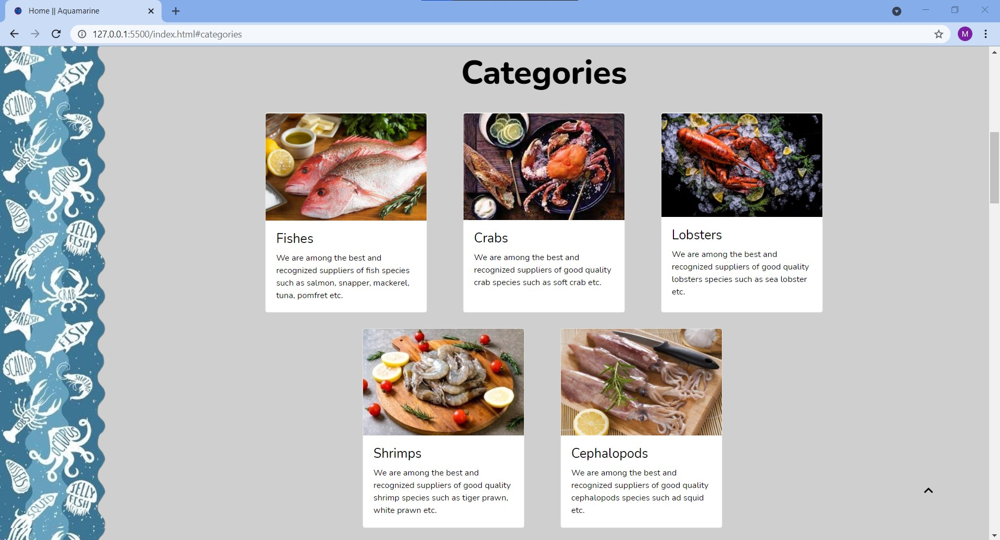 Home || Aquamarine
127.0.0.1:5500/index.html#categories
M
STARFISH
FISH
SCALLOP
SHRIMP
LOBSTER
OCTOPUS
MUSSELS
JELLY
FISH
SQUID
CRAB
STARFISH
FISH
SCALLOP
SHRIMP
LOBSTER
OCTOPUS
MUSSELS
JELLY
FISH
SQUID
Categories
Fishes
We are among the best and
recognized suppliers of fish species
such as salmon, snapper, mackerel,
tuna, pomfret etc.
Crabs
We are among the best and
recognized suppliers of good quality
crab species such as soft crab etc.
Lobsters
We are among the best and
recognized suppliers of good quality
lobsters species such as sea lobster
etc.
Shrimps
We are among the best and
recognized suppliers of good quality
shrimp species such as tiger prawn,
white prawn etc.
Cephalopods
We are among the best and
recognized suppliers of good quality
cephalopods species such ad squid
etc.